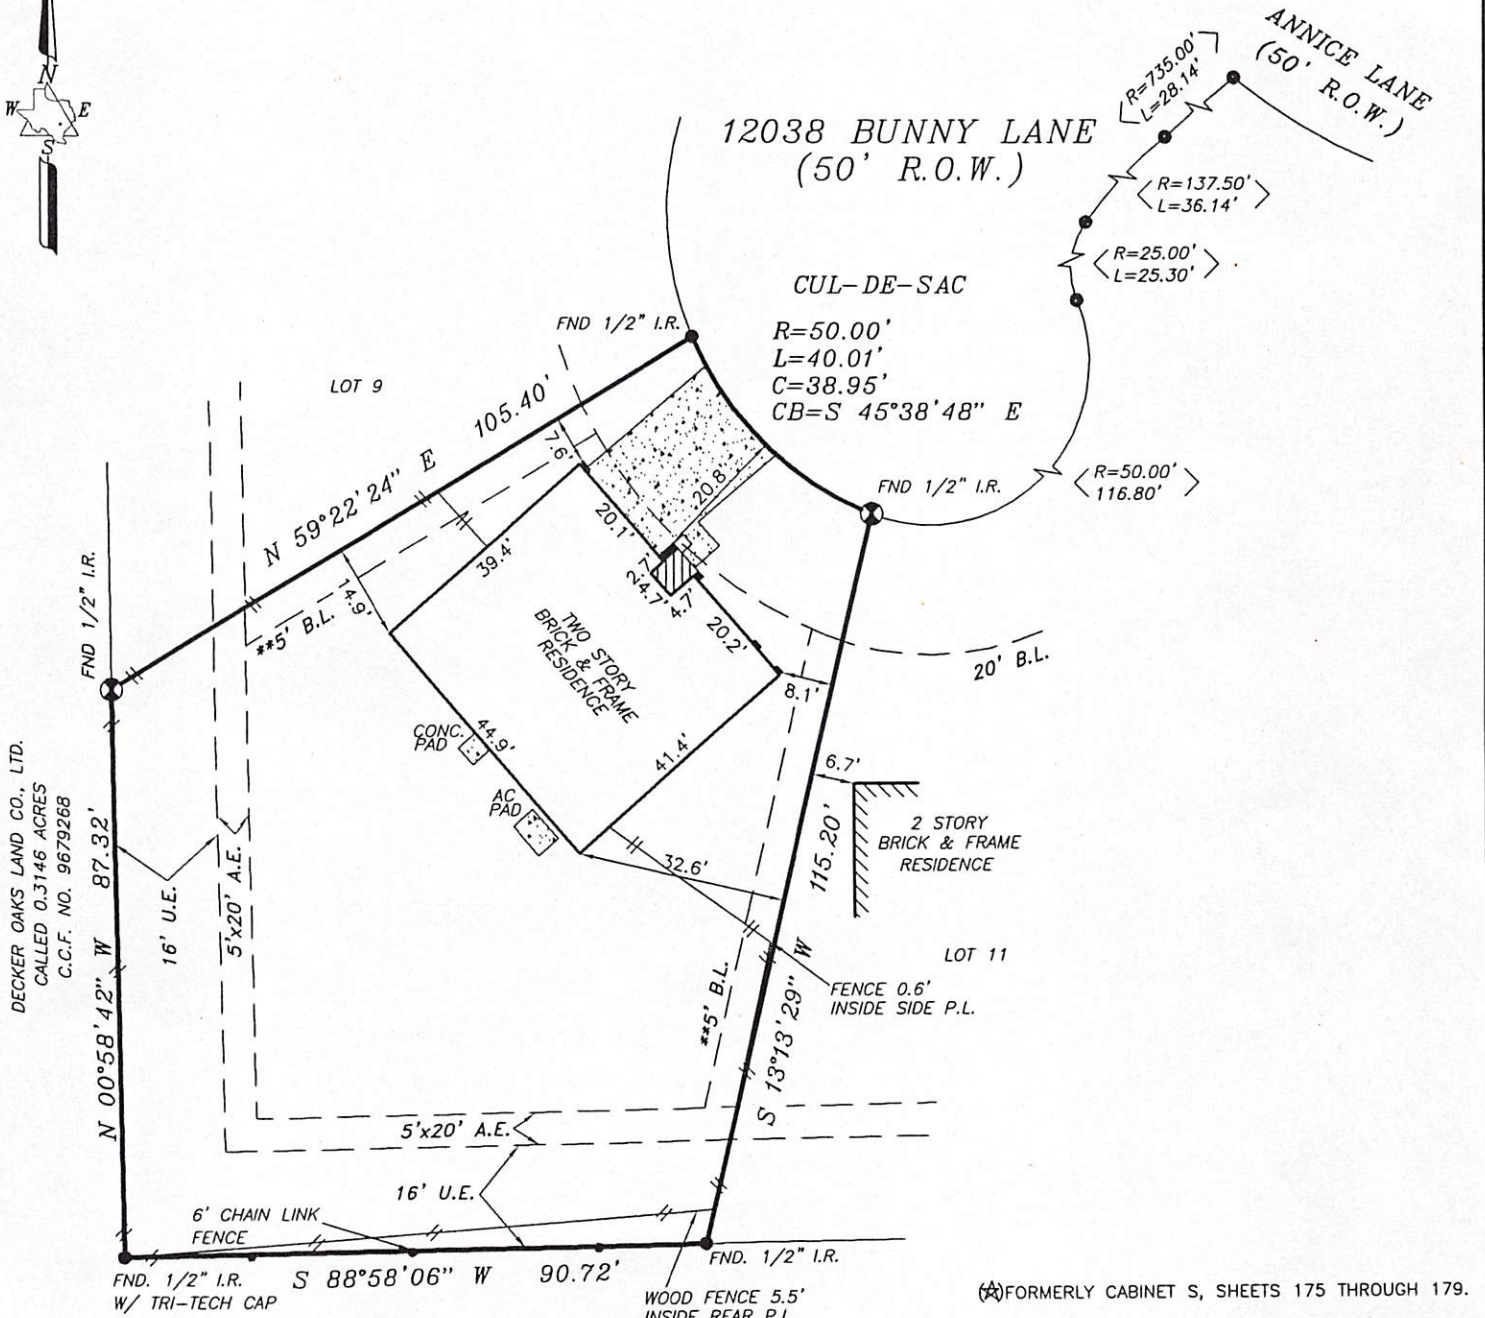 N
W
E
S
ANNICE LANE
(50' R.O.W.)
R=735.00'
L=28.14'
12038 BUNNY LANE
(50' R.O.W.)
R=137.50'
L=36.14'
R=25.00'
L=25.30'
CUL-DE-SAC
R=50.00'
L=40.01'
C=38.95'
CB=S 45°38'48" E
FND 1/2" I.R.
LOT 9
N 59°22'24" E 105.40'
7.6'
R=50.00'
116.80'
FND 1/2" I.R.
20.8'
20.1'
39.4'
2.7'
4.7'
4.7'
20.2'
FND 1/2" I.R.
14.9'
**5' B.L.
TWO STORY
BRICK & FRAME
RESIDENCE
20' B.L.
8.1'
CONC.
PAD
44.9'
41.4'
6.7'
AC
PAD
DECKER OAKS LAND CO., LTD.
CALLED 0.3146 ACRES
C.C.F. NO. 9679268
N 00°58'42" W 87.32'
16' U.E.
5'x20' A.E.
32.6'
115.20'
2 STORY
BRICK & FRAME
RESIDENCE
LOT 11
FENCE 0.6'
INSIDE SIDE P.L.
**5' B.L.
S 13°13'29" W
5'x20' A.E.
16' U.E.
6' CHAIN LINK
FENCE
FND. 1/2" I.R.
W/ TRI-TECH CAP
S 88°58'06" W 90.72'
FND. 1/2" I.R.
WOOD FENCE 5.5'
INSIDE REAR P.L.
(☆)FORMERLY CABINET S, SHEETS 175 THROUGH 179.